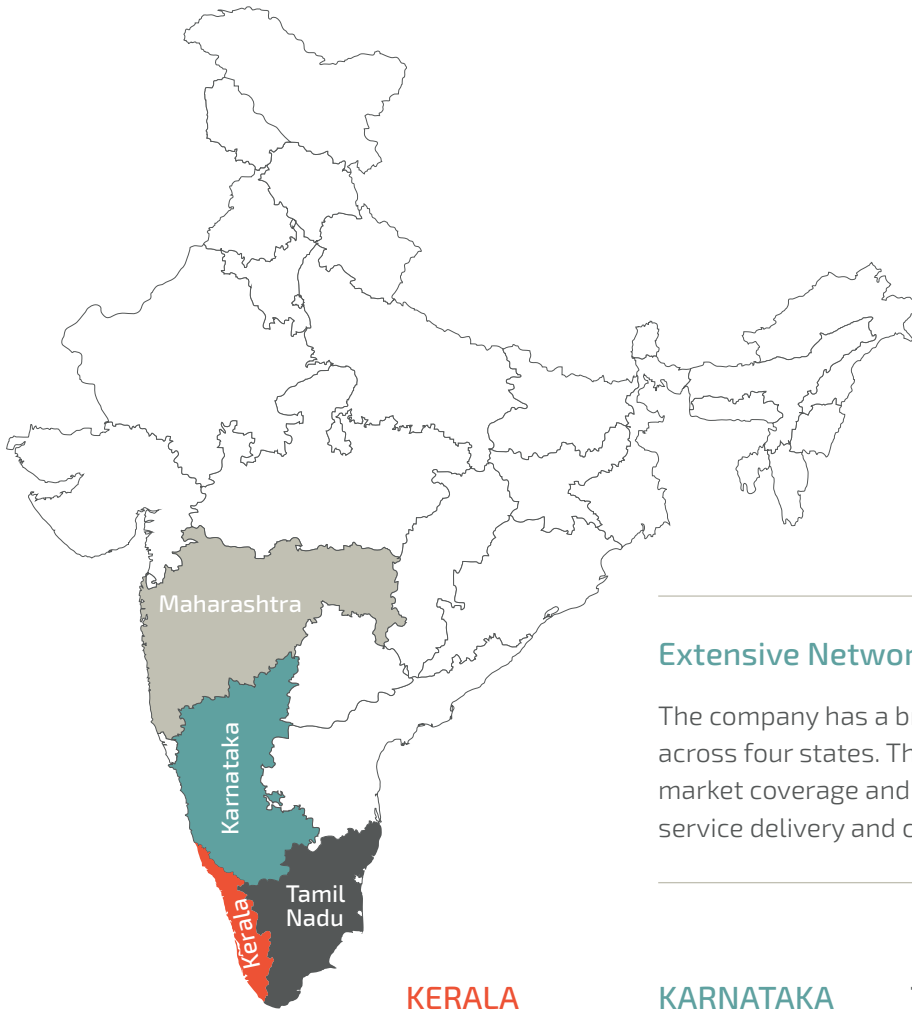 Maharashtra
Extensive Networ
The company has a b
across four states. Th
market coverage and
service delivery and c
Karnataka
Tamil
Nadu
Kerala
KERALA
KARNATAKA